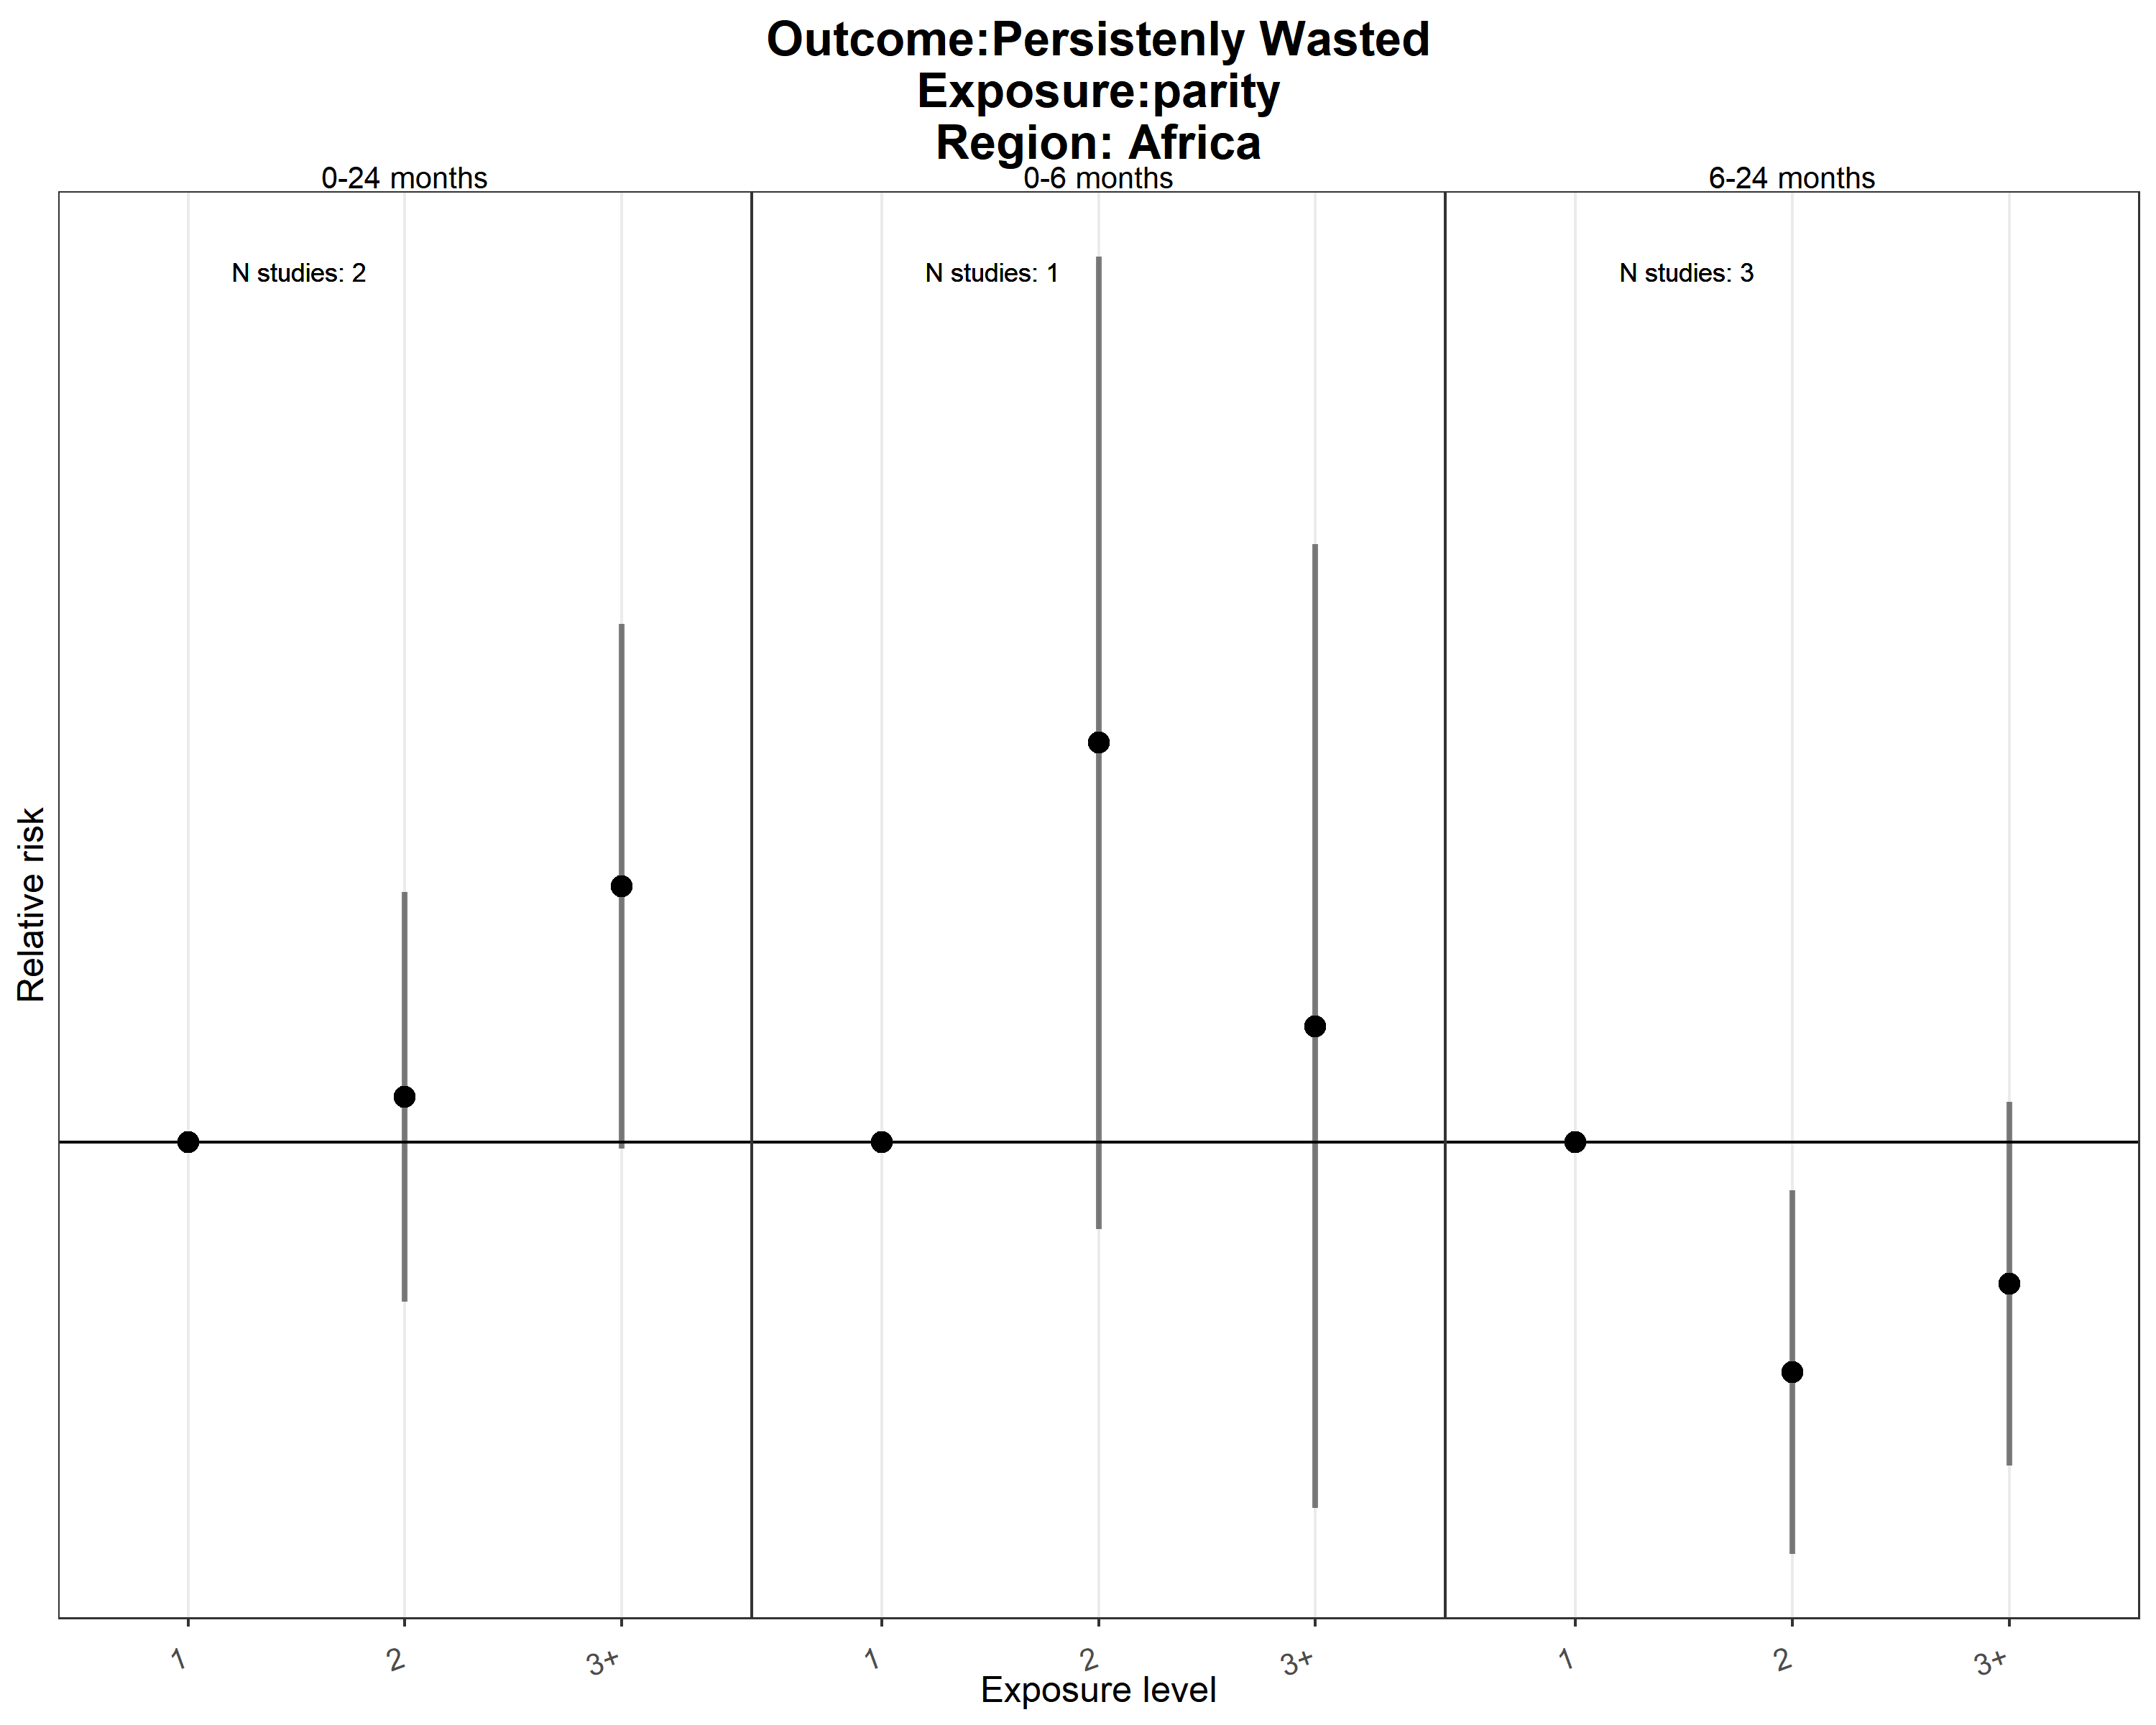 Outcome:Persistenly Wasted
Exposure:parity
Region: Africa
0-24 months
0-6 months
6-24 months
N studies: 2
N studies: 1
N studies: 3
Relative risk
1
2
3+
1
2
3+
1
2
3+
Exposure level